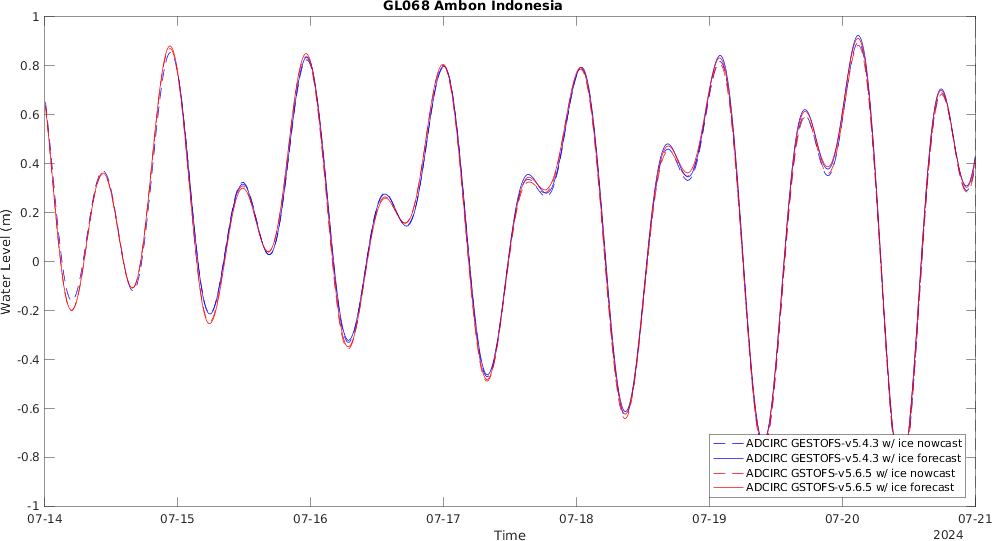 GL068 Ambon Indonesia
1
0.8
0.6
0.4
0.2
0
-0.2
-0.4
-0.6
-0.8
-1
Water Level (m)
ADCIRC GESTOFS-v5.4.3 w/ ice nowcast
ADCIRC GESTOFS-v5.4.3 w/ ice forecast
ADCIRC GSTOFS-v5.6.5 w/ ice nowcast
ADCIRC GSTOFS-v5.6.5 w/ ice forecast
07-14 07-15 07-16 07-17 07-18 07-19 07-20 07-21
Time
2024